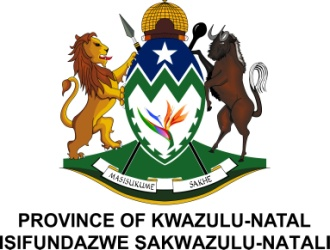 MASISUKUME SAKHE
PROVINCE OF KWAZULU-NATAL
ISIFUNDAZWE SAKWAZULU-NATALI